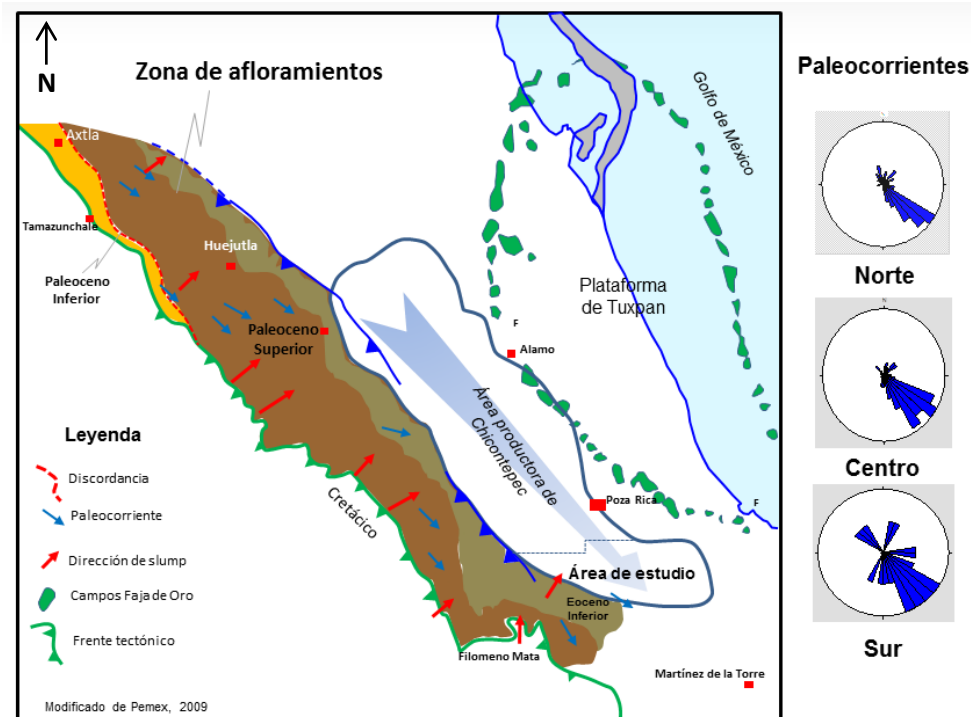 N
Zona de afloramientos
Golfo de México
Axtla
Tamazunchale
Paleoceno
Inferior
Huejutla
Paleoceno
Superior
Plataforma
de Tuxpan
F
Alamo
Área productora de
Chicontepec
Poza Rica
F
Cretácico
Área de estudio
Eoceno
Inferior
Filomeno Mata
Martínez de la Torre
Leyenda
Discordancia
Paleocorriente
Dirección de slump
Campos Faja de Oro
Frente tectónico
Modificado de Pemex, 2009
Paleocorrientes
Norte
Centro
Sur